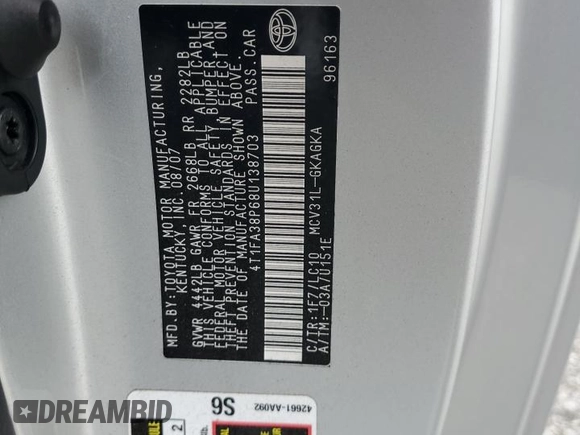 MFD.BY:TOYOTA MOTOR MANUFACTURING,
KENTUCKY, INC. 08/07
GVWR 4442LB GAWR FR 2668LB RR 2282LB
THIS VEHICLE CONFORMS TO ALL APPLICABLE
FEDERAL MOTOR VEHICLE SAFETY, BUMPER, AND
THEFT PREVENTION STANDARDS IN EFFECT ON
THE DATE OF MANUFACTURE SHOWN ABOVE.
4T1FA38P68U138703 PASS.CAR
C/TR:1F7/LC10 MCV31L-GKAGKA
A/TM:-03A/U151E 96163
S6
42661-AA092
2
DREAMBID